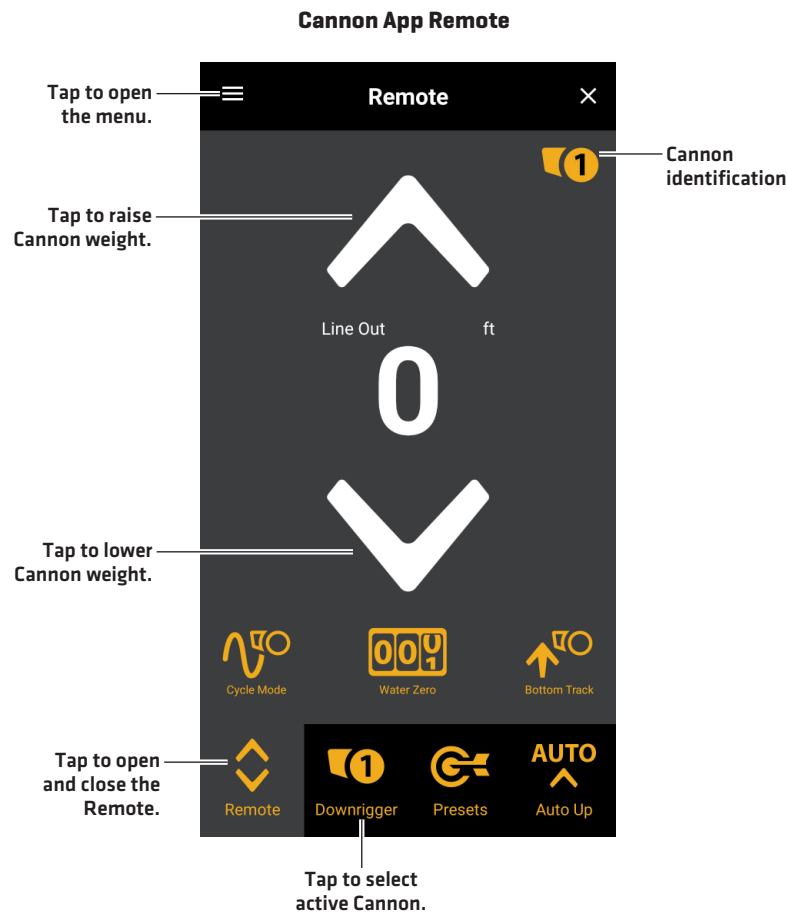 Cannon App Remote
Tap to open
the menu.
Remote
Cannon
identification
1
Tap to raise
Cannon weight.
Line Out ft
0
Tap to lower
Cannon weight.
Cycle Mode
Water Zero
Bottom Track
Tap to open
and close the
Remote.
Remote
1
Downrigger
Presets
AUTO
Auto Up
Tap to select
active Cannon.